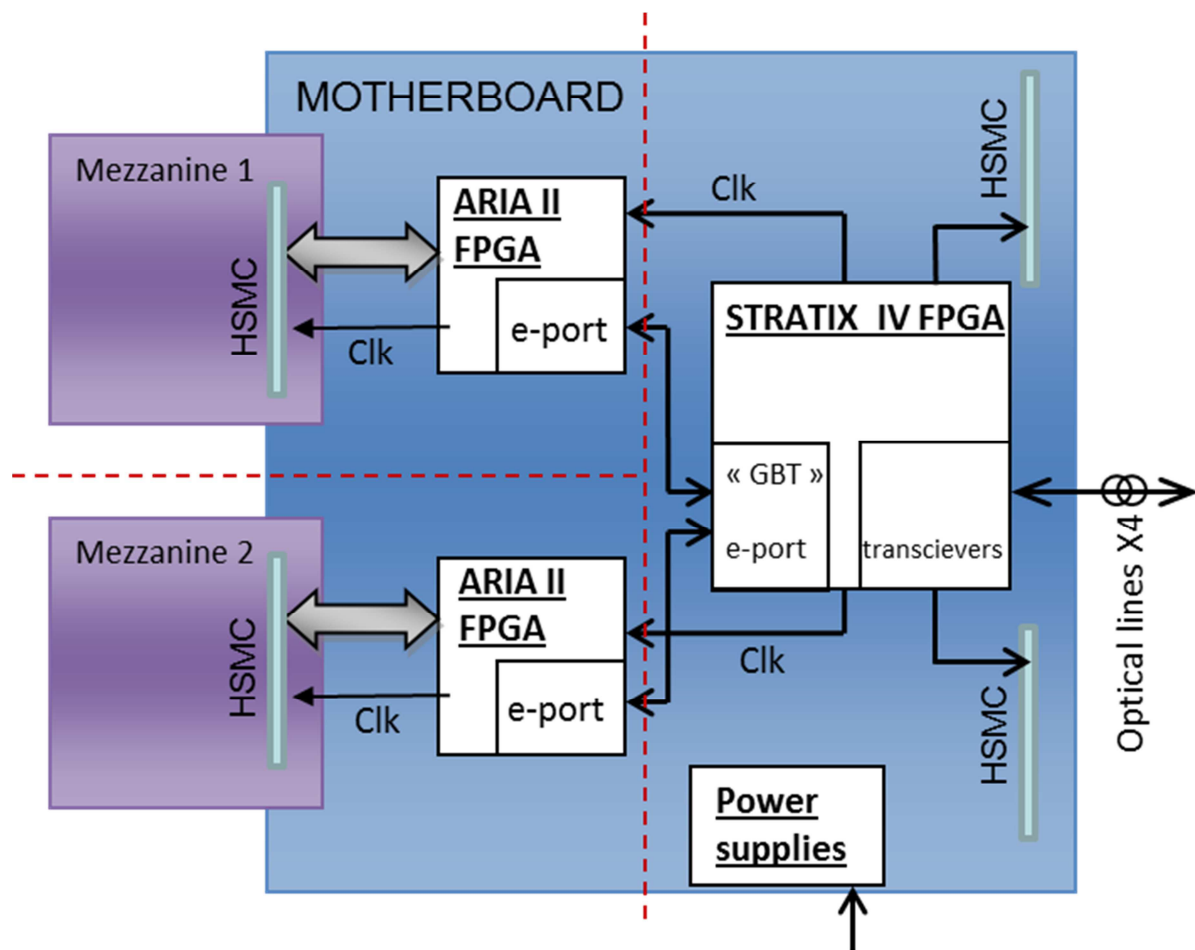 MOTHERBOARD
Mezzanine 1
HSMC
Clk
ARIA II
FPGA
e-port
Clk
HSMC
STRATIX IV FPGA
« GBT »
e-port
transcievers
Optical lines X4
Mezzanine 2
HSMC
Clk
ARIA II
FPGA
e-port
Clk
HSMC
Power
supplies